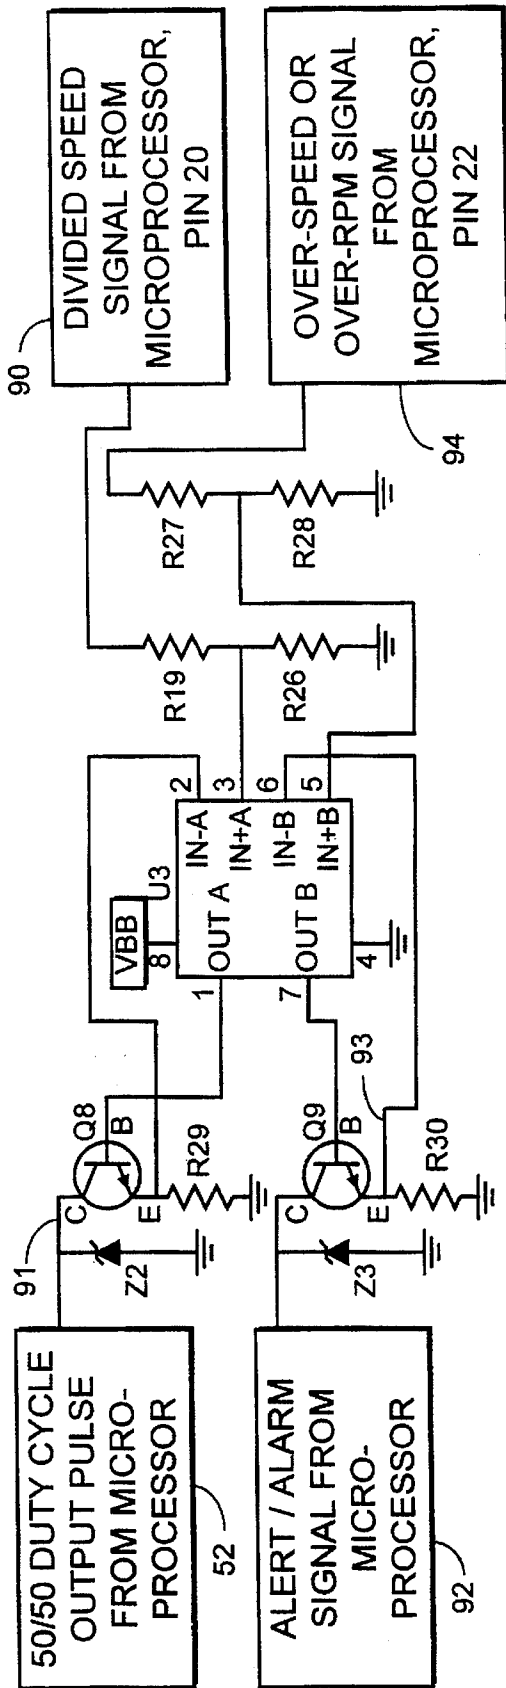 50/50 DUTY CYCLE
OUTPUT PULSE
FROM MICRO-
PROCESSOR
52
91
C
Q8
B
E
Z2
R29
VBB
8
U3
1
OUT A
IN-A
2
IN+A
3
IN-B
6
IN+B
5
7
OUT B
4
R19
R26
R27
R28
90
DIVIDED SPEED
SIGNAL FROM
MICROPROCESSOR,
PIN 20
ALERT / ALARM
SIGNAL FROM
MICRO-
PROCESSOR
92
C
Q9
B
E
93
Z3
R30
OVER-SPEED OR
OVER-RPM SIGNAL
FROM
MICROPROCESSOR,
PIN 22
94